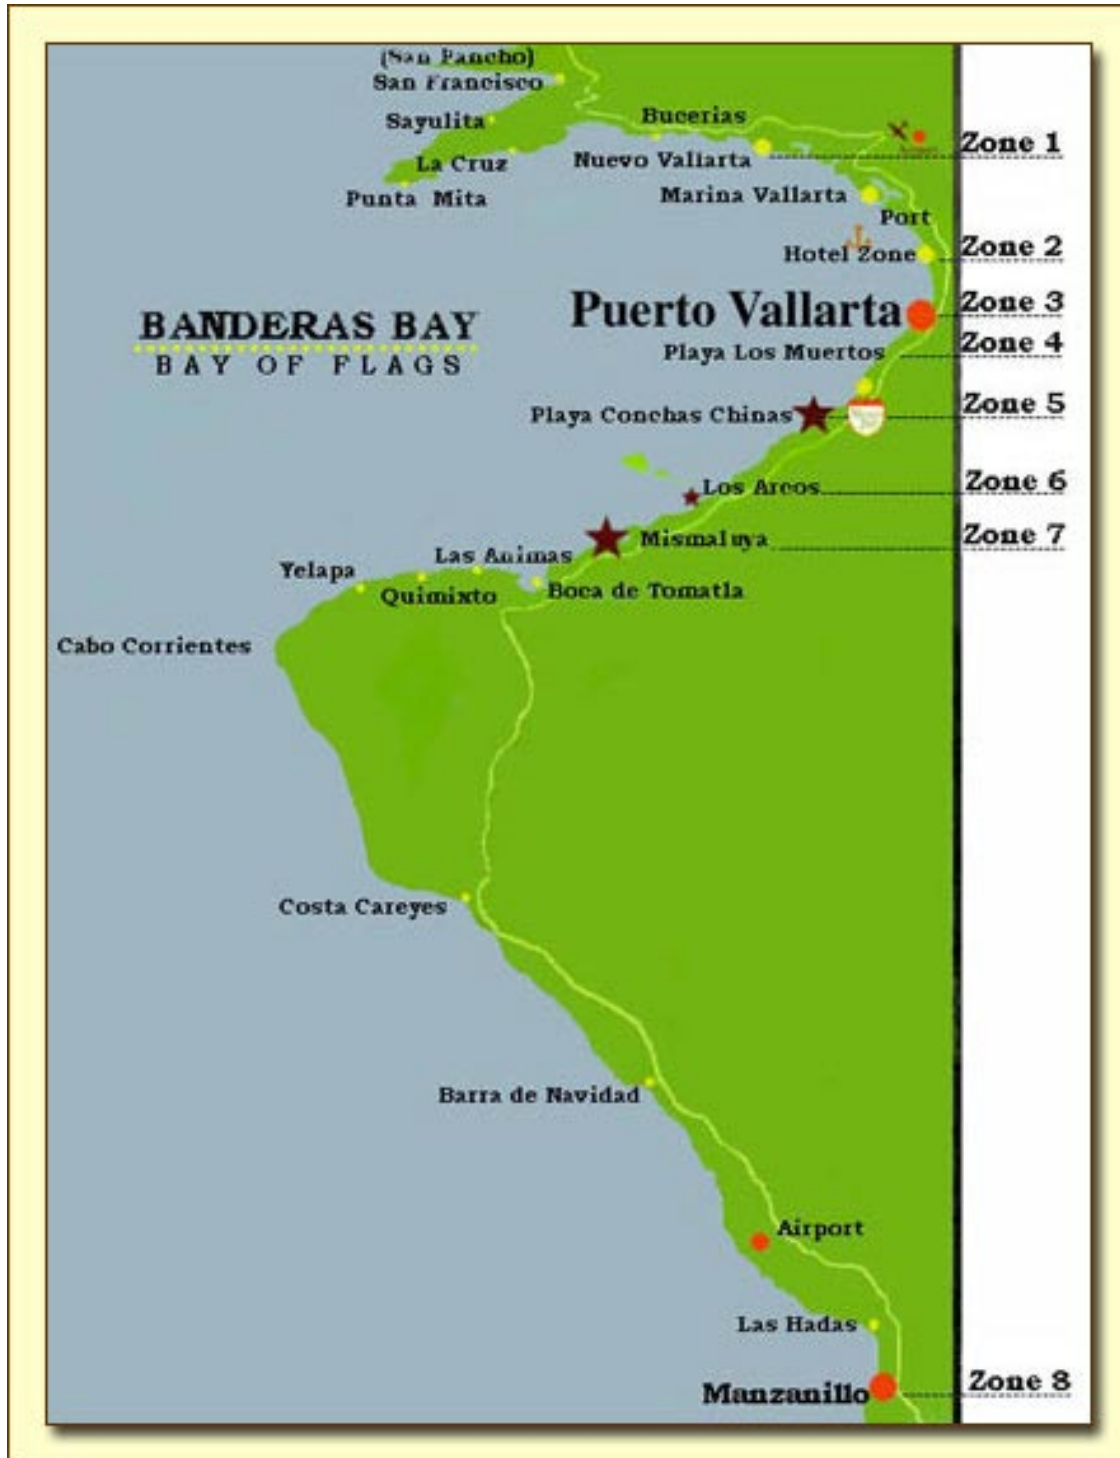 (San Pancho)
San Francisco
Sayulita
Bucerias
La Cruz
Nuevo Vallarta
Zone 1
Punta Mita
Marina Vallarta
Port
Hotel Zone
Zone 2
Puerto Vallarta
Zone 3
BANDERAS BAY
BAY OF FLAGS
Playa Los Muertos
Zone 4
Playa Conchas Chinas
Zone 5
Los Arcos
Zone 6
Mismaluya
Zone 7
Las Animas
Yelapa
Quimixto
Boca de Tomatla
Cabo Corrientes
Costa Careyes
Barra de Navidad
Airport
Las Hadas
Manzanillo
Zone 8